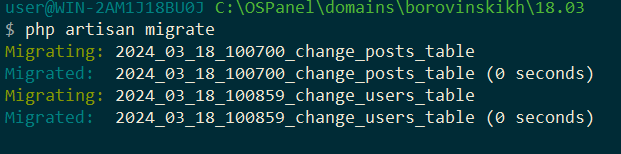 user@WIN-2AM1J18BU0J C:\OSPanel\domains\borovinskikh\18.03
$ php artisan migrate
Migrating: 2024_03_18_100700_change_posts_table
Migrated:  2024_03_18_100700_change_posts_table (0 seconds)
Migrating: 2024_03_18_100859_change_users_table
Migrated:  2024_03_18_100859_change_users_table (0 seconds)